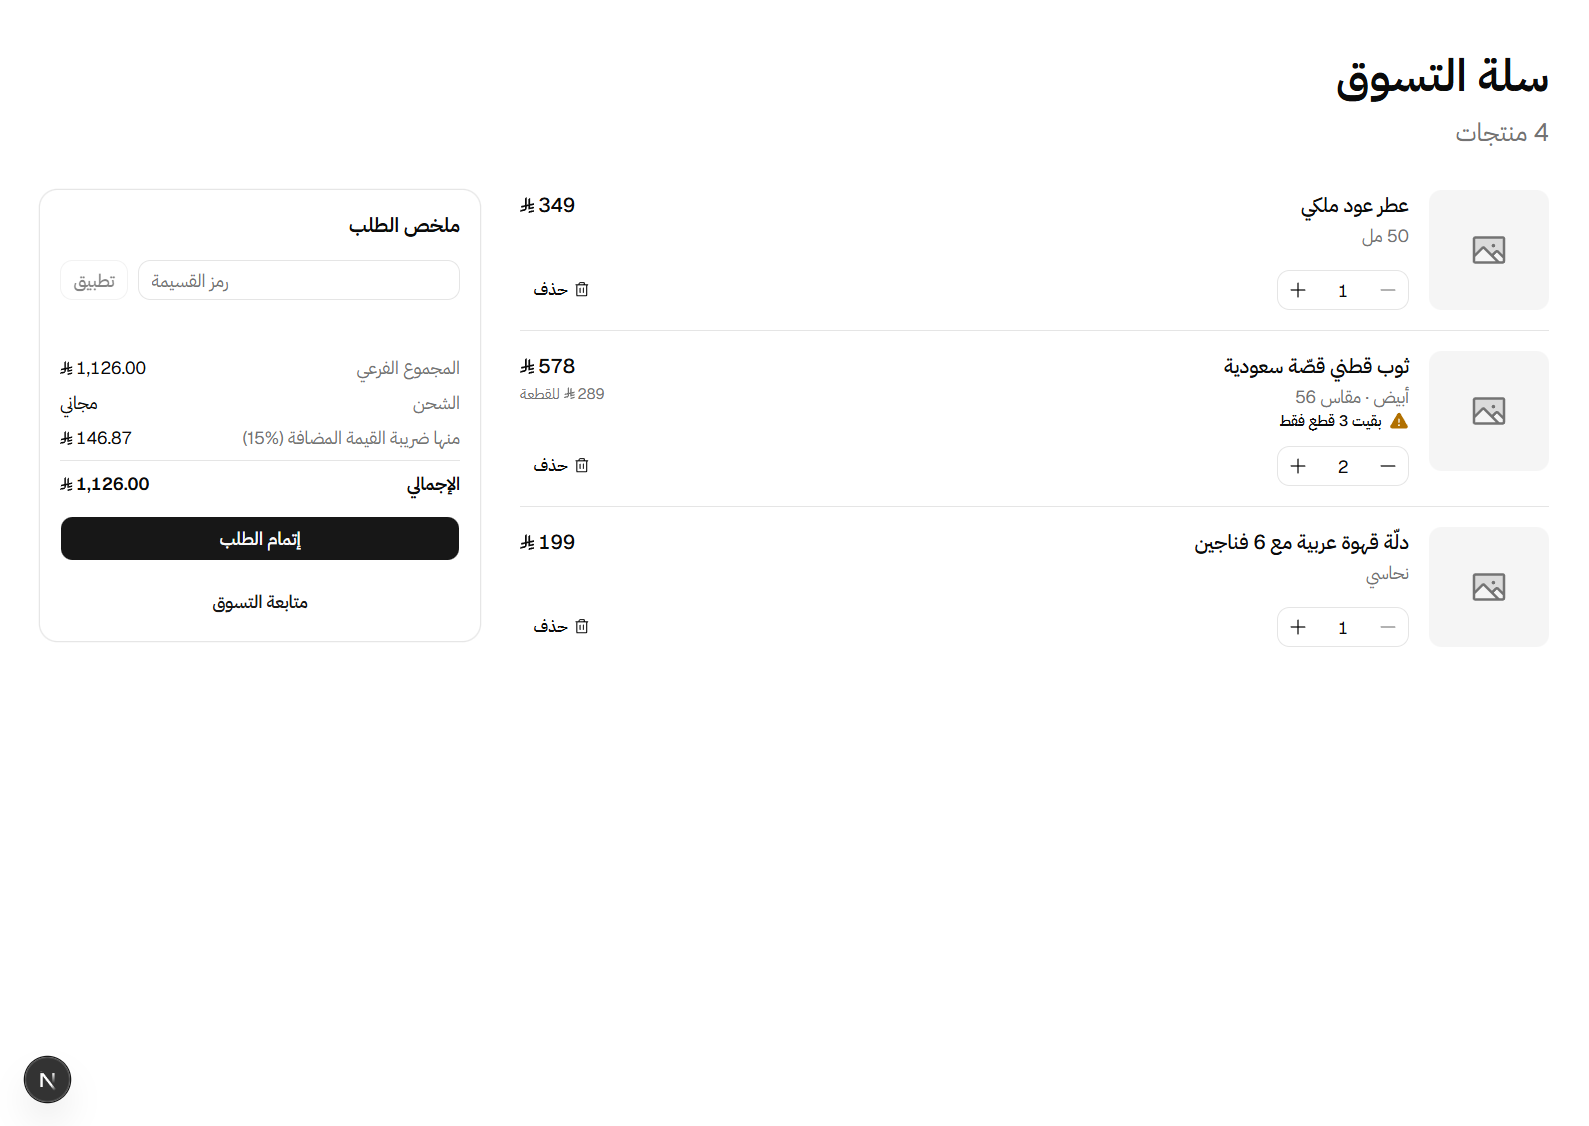 سلة التسوق
4 منتجات
عطر عود ملكي
349 ⃁
50 مل
1
حذف
ثوب قطني قصّة سعودية
578 ⃁
أبيض · مقاس 56
289 ⃁ للقطعة
بقيت 3 قطع فقط
2
حذف
دلّة قهوة عربية مع 6 فناجين
199 ⃁
نحاسي
1
حذف
ملخص الطلب
رمز القسيمة
تطبيق
المجموع الفرعي
1,126.00 ⃁
الشحن
مجاني
منها ضريبة القيمة المضافة (15%)
146.87 ⃁
الإجمالي
1,126.00 ⃁
إتمام الطلب
متابعة التسوق
N